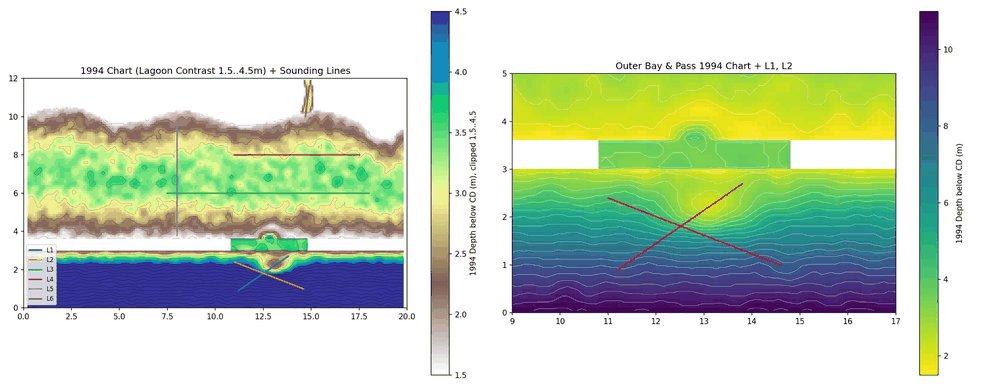 1994 Chart (Lagoon Contrast 1.5..4.5m) + Sounding Lines
12
10
8
6
4
2
0
L1
L2
L3
L4
L5
L6
0.0 2.5 5.0 7.5 10.0 12.5 15.0 17.5 20.0
4.5
4.0
3.5
3.0
2.5
2.0
1.5
1994 Depth below CD (m), clipped 1.5..4.5
Outer Bay & Pass 1994 Chart + L1, L2
5
4
3
2
1
0
9 10 11 12 13 14 15 16 17
10
8
6
4
2
1994 Depth below CD (m)